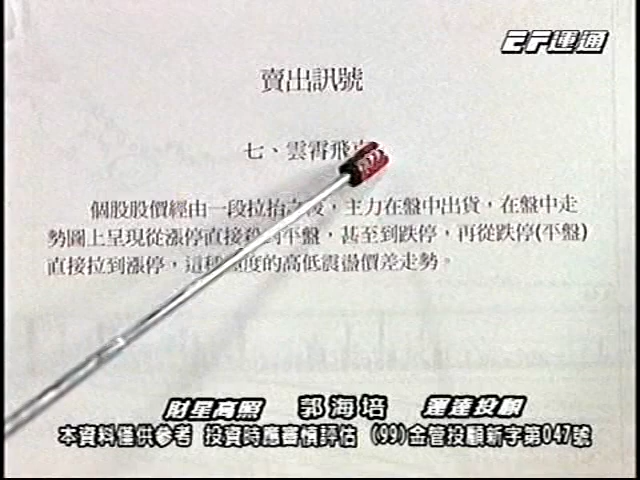 運通
賣出訊號
七、雲霄飛
個股股價經由一段拉抬之後，主力在盤中出貨，在盤中走
勢圖上呈現從漲停直接殺到平盤，甚至到跌停，再從跌停(平盤)
直接拉到漲停，這種度的高低震盪價差走勢。
財星高照 郭海培 運達投顧
本資料僅供參考 投資時應審慎評估 (99)金管投顧新字第047號